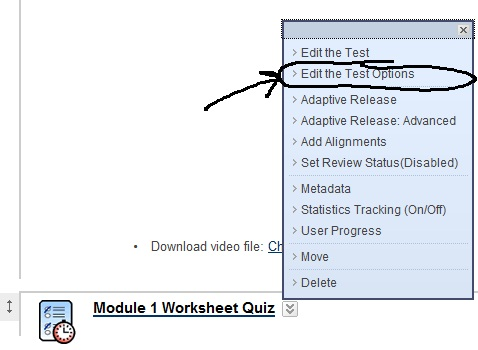 Edit the Test
Edit the Test Options
Adaptive Release
Adaptive Release: Advanced
Add Alignments
Set Review Status(Disabled)
Metadata
Statistics Tracking (On/Off)
User Progress
Move
Delete
• Download video file: Ch
Module 1 Worksheet Quiz